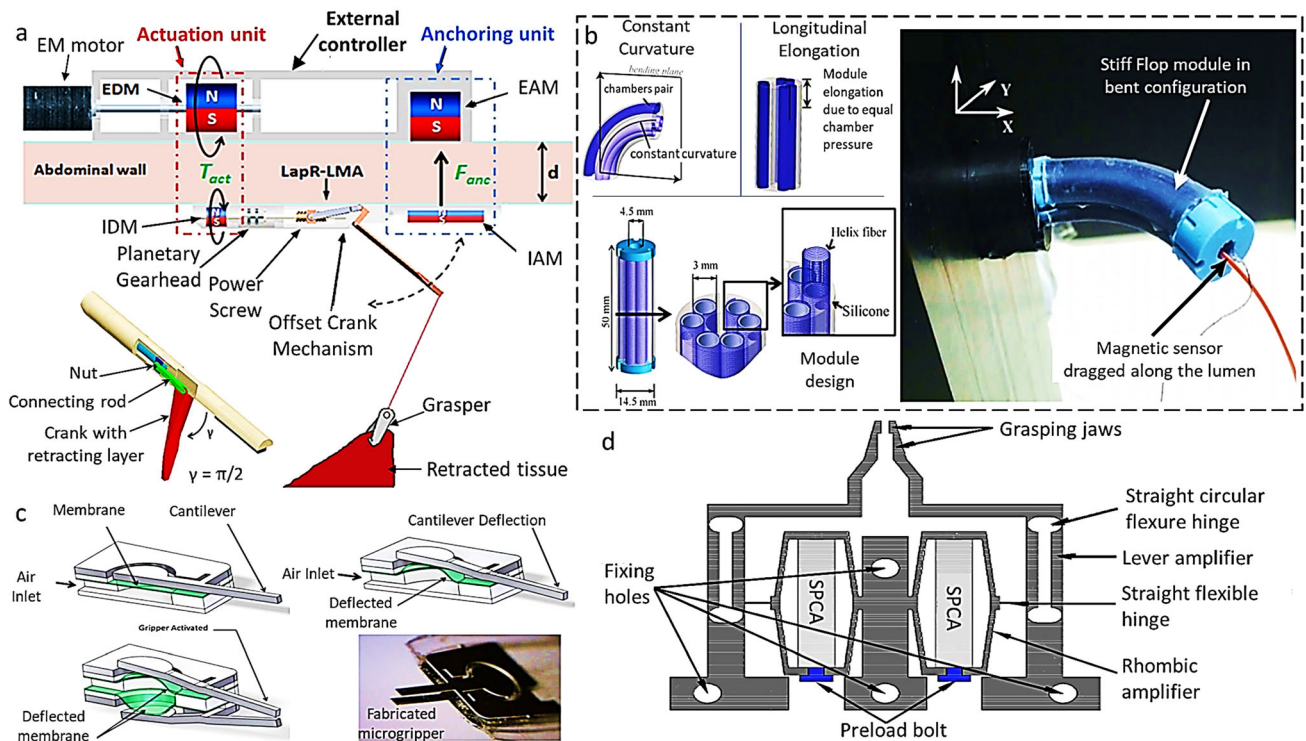 a
EM motor
Actuation unit
External
controller
Anchoring unit
EDM
N
S
N
S
EAM
Abdominal wall
T_act
LapR-LMA
F_anc
d
N
S
N
S
IDM
IAM
Planetary
Gearhead
Power
Screw
Offset Crank
Mechanism
Nut
Connecting rod
Crank with
retracting layer
γ
γ = π/2
Grasper
Retracted tissue
b
Constant
Curvature
Longitudinal
Elongation
bending plane
chambers pair
constant curvature
Module
elongation
due to equal
chamber
pressure
4.5 mm
50 mm
14.5 mm
3 mm
Helix fiber
Silicone
Module
design
Y
X
Stiff Flop module in
bent configuration
Magnetic sensor
dragged along the lumen
c
Membrane
Cantilever
Air
Inlet
Cantilever Deflection
Air Inlet
Deflected
membrane
Gripper Activated
Deflected
membrane
Fabricated
microgripper
d
Grasping jaws
Straight circular
flexure hinge
Lever amplifier
Fixing
holes
SPCA
SPCA
Straight flexible
hinge
Rhombic
amplifier
Preload bolt